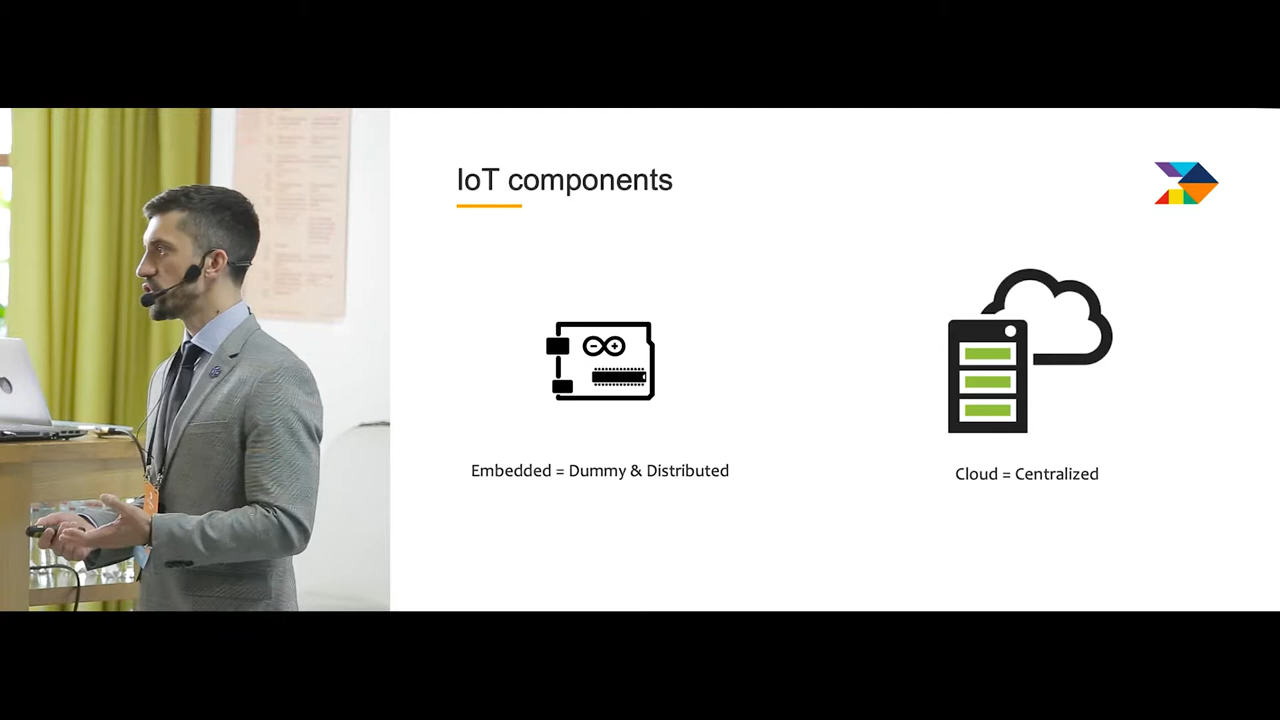 IoT components
Embedded = Dummy & Distributed
Cloud = Centralized